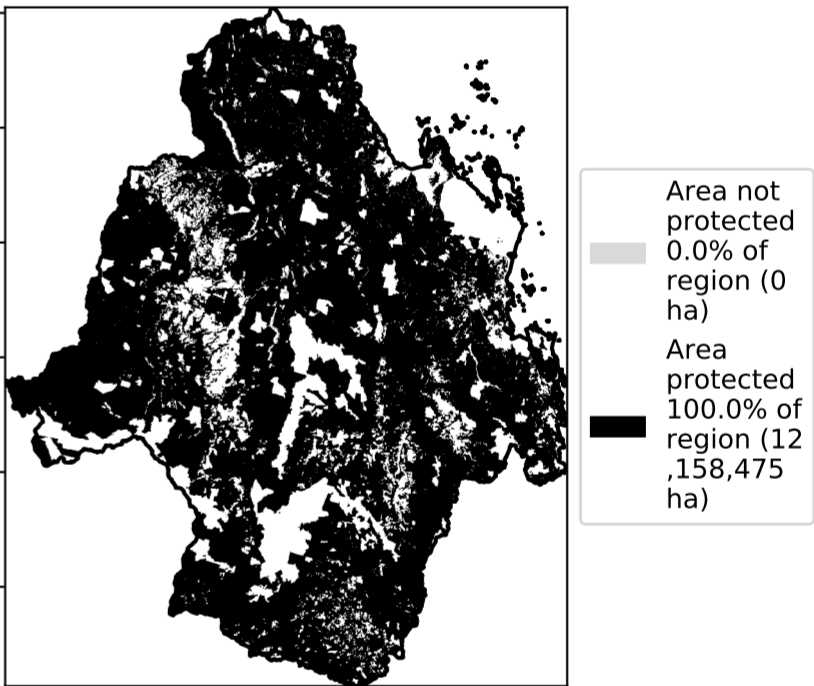 Area not
protected
0.0% of
region (0
ha)
Area
protected
100.0% of
region (12
,158,475
ha)